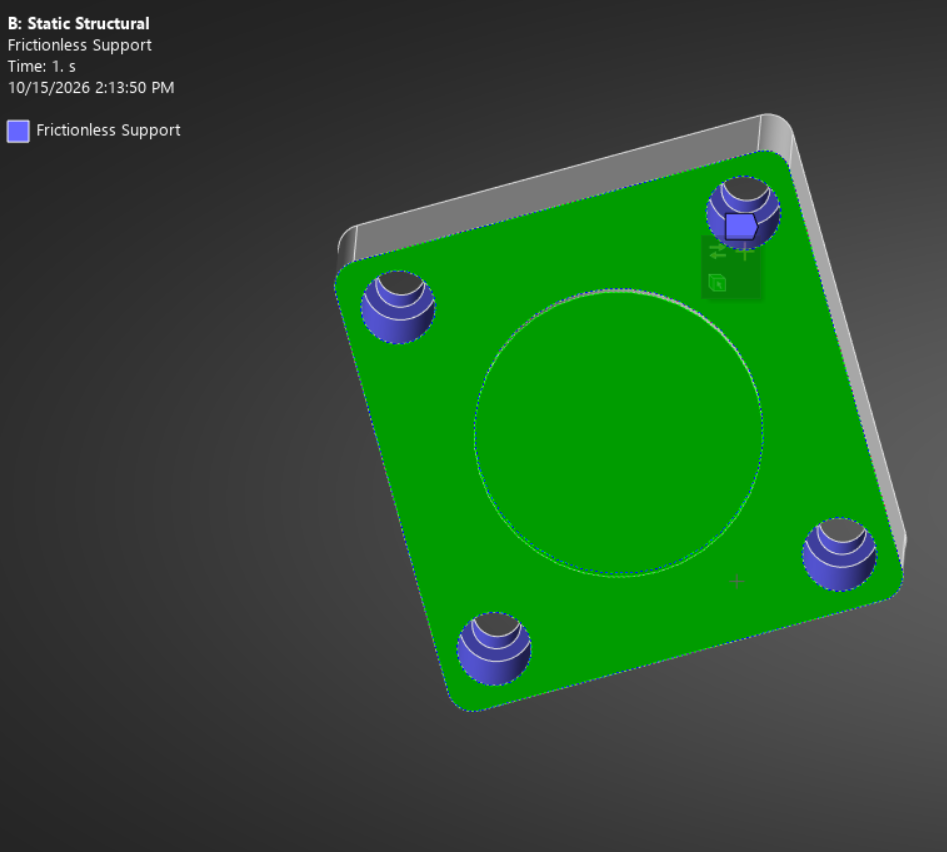 B: Static Structural
Frictionless Support
Time: 1. s
10/15/2026 2:13:50 PM
Frictionless Support